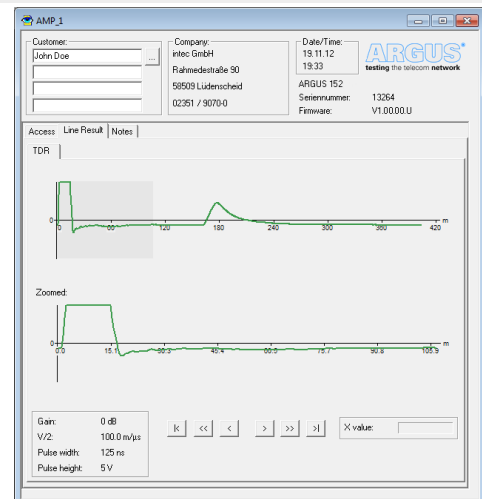 AMP_1
Customer:
John Doe
...
Company:
intec GmbH
Rahmedestraße 90
58509 Lüdenscheid
02351 / 9070-0
Date/Time:
19.11.12
19:33
ARGUS
testing the telecom network
ARGUS 152
Seriennummer: 13264
Firmware: V1.00.00.U
Access Line Result Notes
TDR
0
0 60 120 180 240 300 360 420 m
Zoomed:
0
0.0 15.1 30.3 45.4 60.5 75.7 90.8 105.9 m
Gain: 0 dB
V/2: 100.0 m/µs
Pulse width: 125 ns
Pulse height: 5 V
|< << < > >> >|
X value: